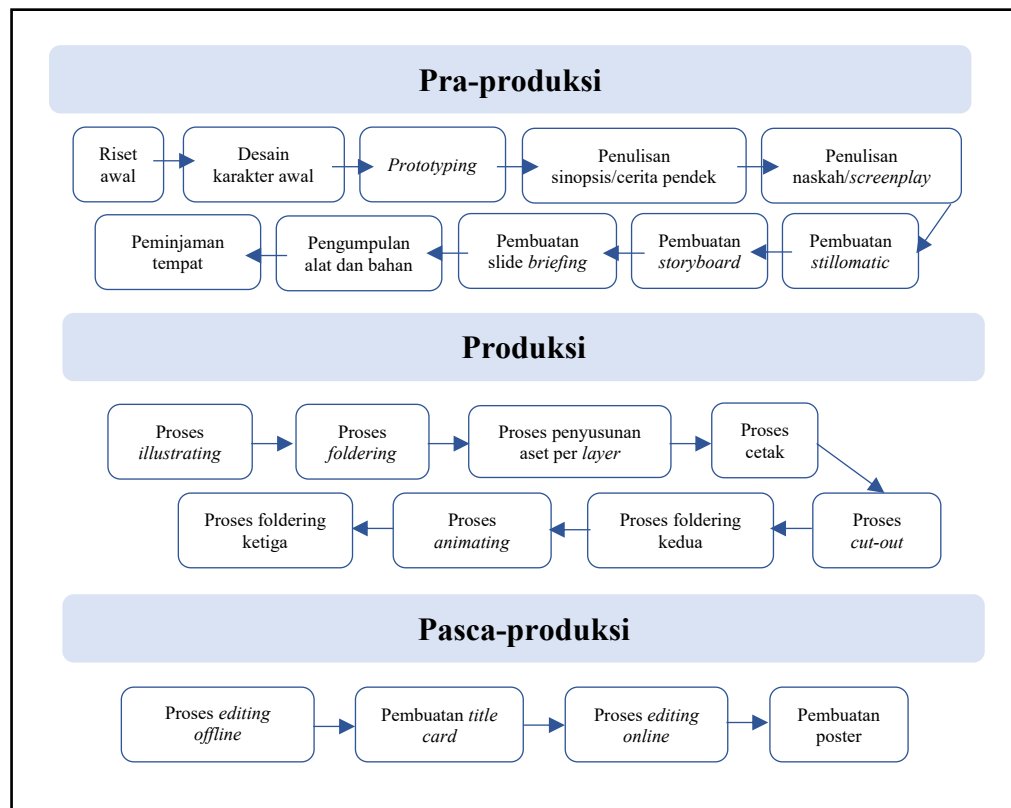 Pra-produksi
Riset
awal
Desain
karakter awal
Prototyping
Penulisan
sinopsis/cerita pendek
Penulisan
naskah/screenplay
Pembuatan
stillomatic
Pembuatan
storyboard
Pembuatan
slide briefing
Pengumpulan
alat dan bahan
Peminjaman
tempat
Produksi
Proses
illustrating
Proses
foldering
Proses penyusunan
aset per layer
Proses
cetak
Proses
cut-out
Proses foldering
kedua
Proses
animating
Proses foldering
ketiga
Pasca-produksi
Proses editing
offline
Pembuatan title
card
Proses editing
online
Pembuatan
poster